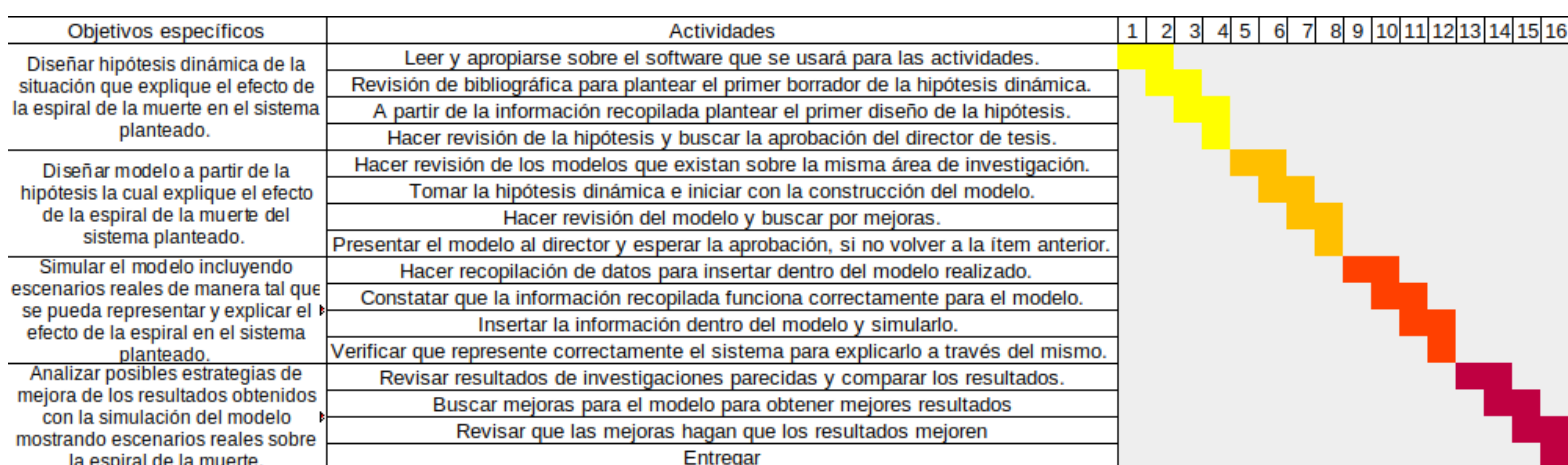 Objetivos específicos
Actividades
1 2 3 4 5 6 7 8 9 10 11 12 13 14 15 16
Diseñar hipótesis dinámica de la
situación que explique el efecto de
la espiral de la muerte en el sistema
planteado.
Leer y apropiarse sobre el software que se usará para las actividades.
Revisión de bibliográfica para plantear el primer borrador de la hipótesis dinámica.
A partir de la información recopilada plantear el primer diseño de la hipótesis.
Hacer revisión de la hipótesis y buscar la aprobación del director de tesis.
Diseñar modelo a partir de la
hipótesis la cual explique el efecto
de la espiral de la muerte del
sistema planteado.
Hacer revisión de los modelos que existan sobre la misma área de investigación.
Tomar la hipótesis dinámica e iniciar con la construcción del modelo.
Hacer revisión del modelo y buscar por mejoras.
Presentar el modelo al director y esperar la aprobación, si no volver a la ítem anterior.
Simular el modelo incluyendo
escenarios reales de manera tal que
se pueda representar y explicar el
efecto de la espiral en el sistema
planteado.
Hacer recopilación de datos para insertar dentro del modelo realizado.
Constatar que la información recopilada funciona correctamente para el modelo.
Insertar la información dentro del modelo y simularlo.
Verificar que represente correctamente el sistema para explicarlo a través del mismo.
Analizar posibles estrategias de
mejora de los resultados obtenidos
con la simulación del modelo
mostrando escenarios reales sobre
la espiral de la muerte.
Revisar resultados de investigaciones parecidas y comparar los resultados.
Buscar mejoras para el modelo para obtener mejores resultados
Revisar que las mejoras hagan que los resultados mejoren
Entregar